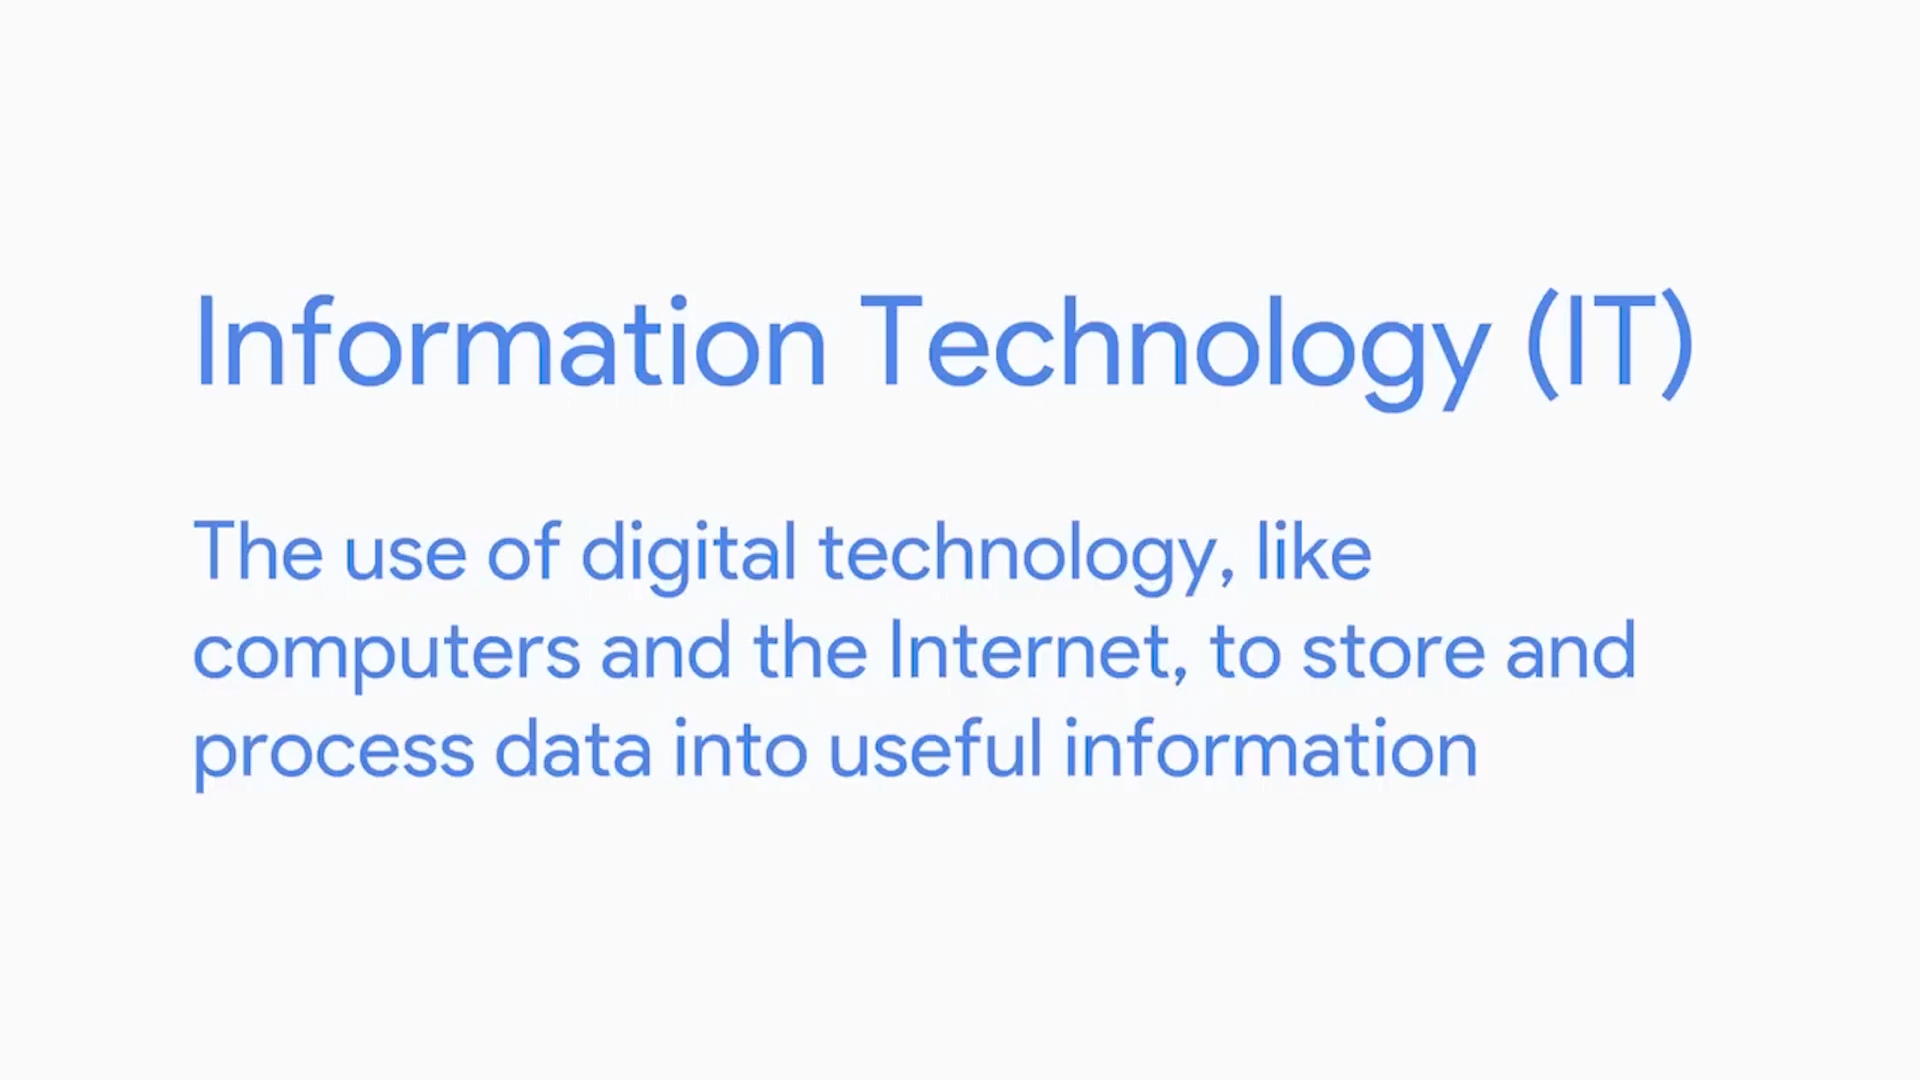 Information Technology (IT)
The use of digital technology, like
computers and the Internet, to store and
process data into useful information